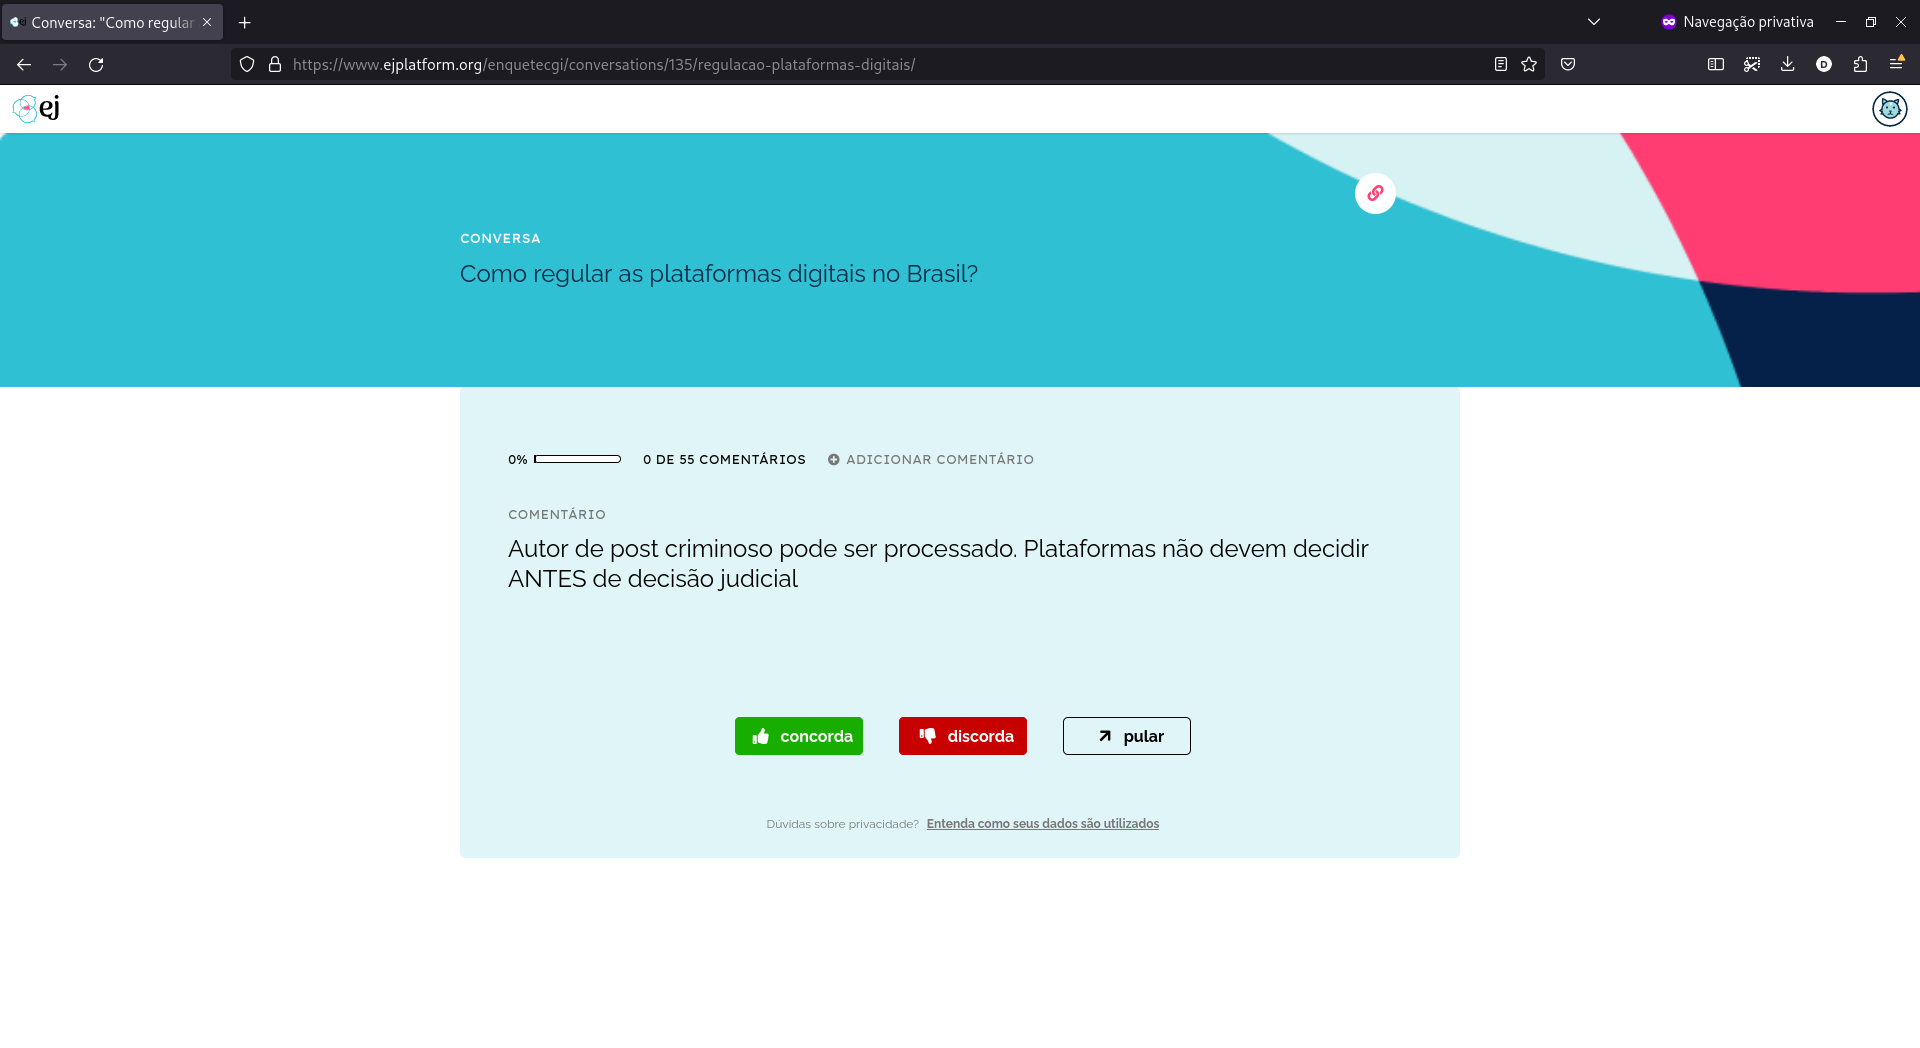 Conversa: "Como regular
Navegação privativa
https://www.ejplatform.org/enquetecgi/conversations/135/regulacao-plataformas-digitais/
D
ej
CONVERSA
Como regular as plataformas digitais no Brasil?
0%
0 DE 55 COMENTÁRIOS
ADICIONAR COMENTÁRIO
COMENTÁRIO
Autor de post criminoso pode ser processado. Plataformas não devem decidir
ANTES de decisão judicial
concorda
discorda
pular
Dúvidas sobre privacidade? Entenda como seus dados são utilizados